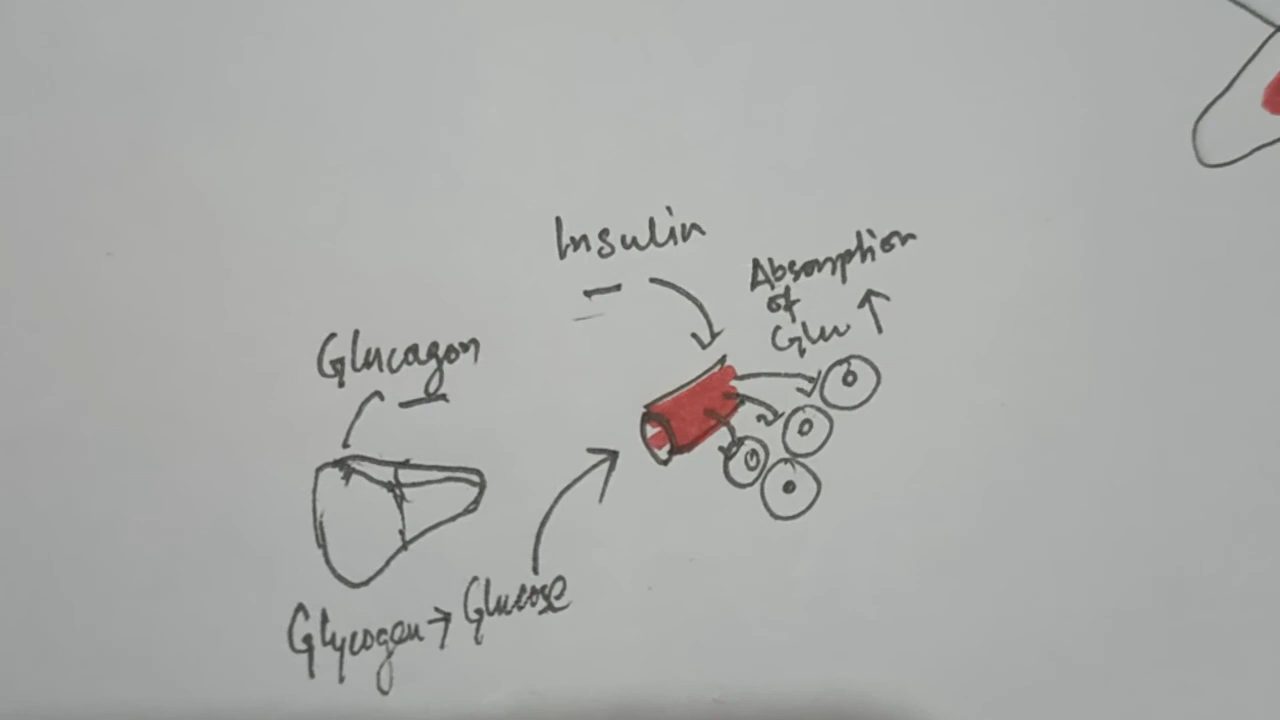 Insulin
Absorption
of
Glu ↑
Glucagon
Glycogen → Glucose